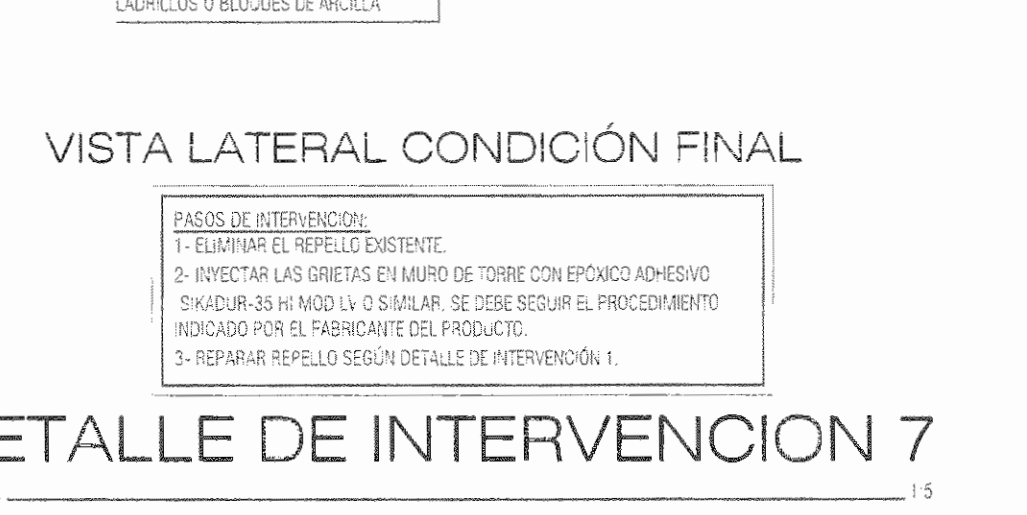 LADRILLOS O BLOQUES DE ARCILLA
VISTA LATERAL CONDICIÓN FINAL
PASOS DE INTERVENCION:
1- ELIMINAR EL REPELLO EXISTENTE.
2- INYECTAR LAS GRIETAS EN MURO DE TORRE CON EPÓXICO ADHESIVO
SIKADUR-35 HI MOD LV O SIMILAR. SE DEBE SEGUIR EL PROCEDIMIENTO
INDICADO POR EL FABRICANTE DEL PRODUCTO.
3- REPARAR REPELLO SEGÚN DETALLE DE INTERVENCIÓN 1.
ETALLE DE INTERVENCION 7
1:5